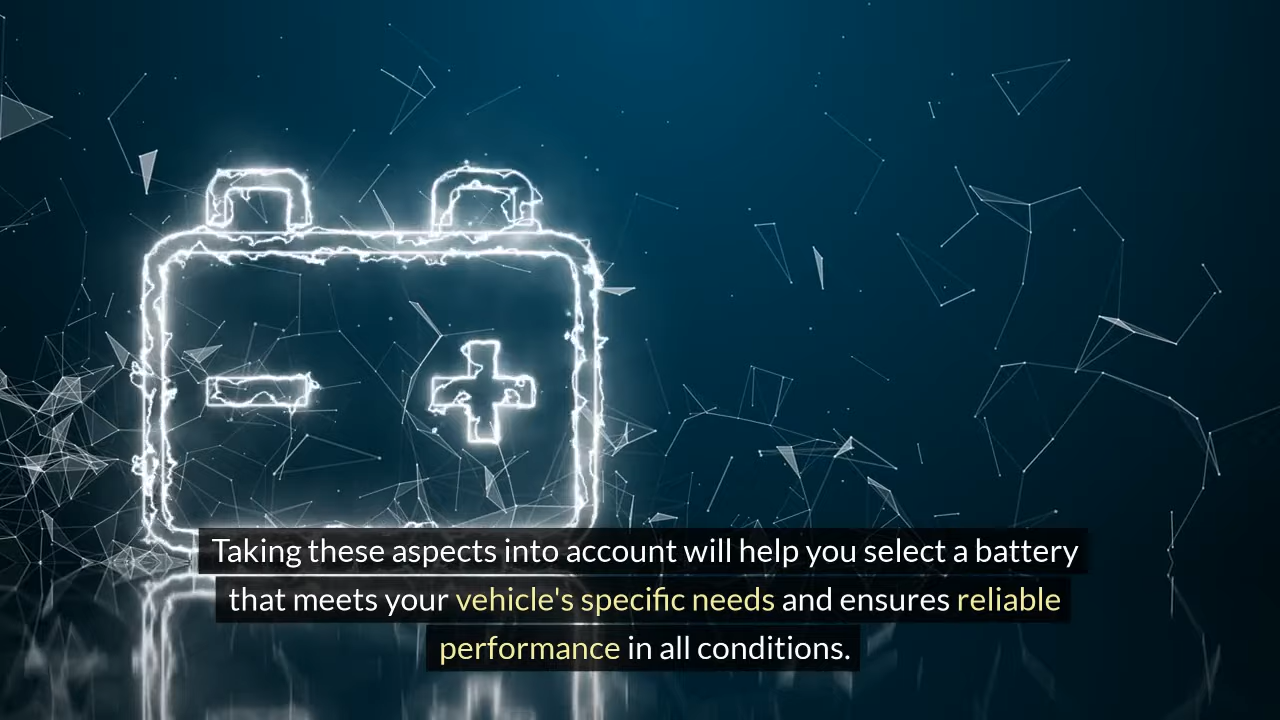 Taking these aspects into account will help you select a battery
that meets your vehicle's specific needs and ensures reliable
performance in all conditions.